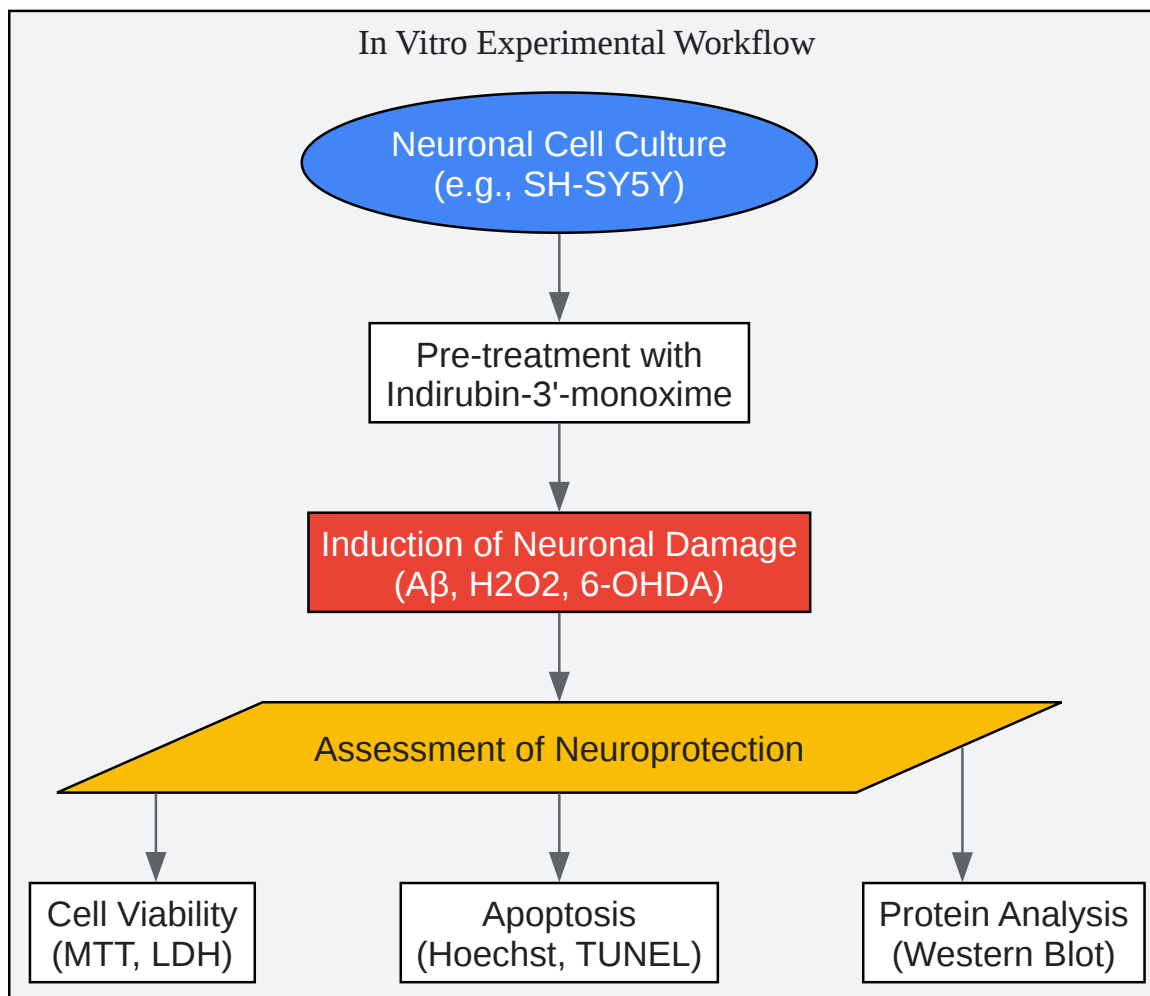 In Vitro Experimental Workflow
Neuronal Cell Culture
(e.g., SH-SY5Y)
Pre-treatment with
Indirubin-3'-monoxime
Induction of Neuronal Damage
(Aβ, H2O2, 6-OHDA)
Assessment of Neuroprotection
Cell Viability
(MTT, LDH)
Apoptosis
(Hoechst, TUNEL)
Protein Analysis
(Western Blot)